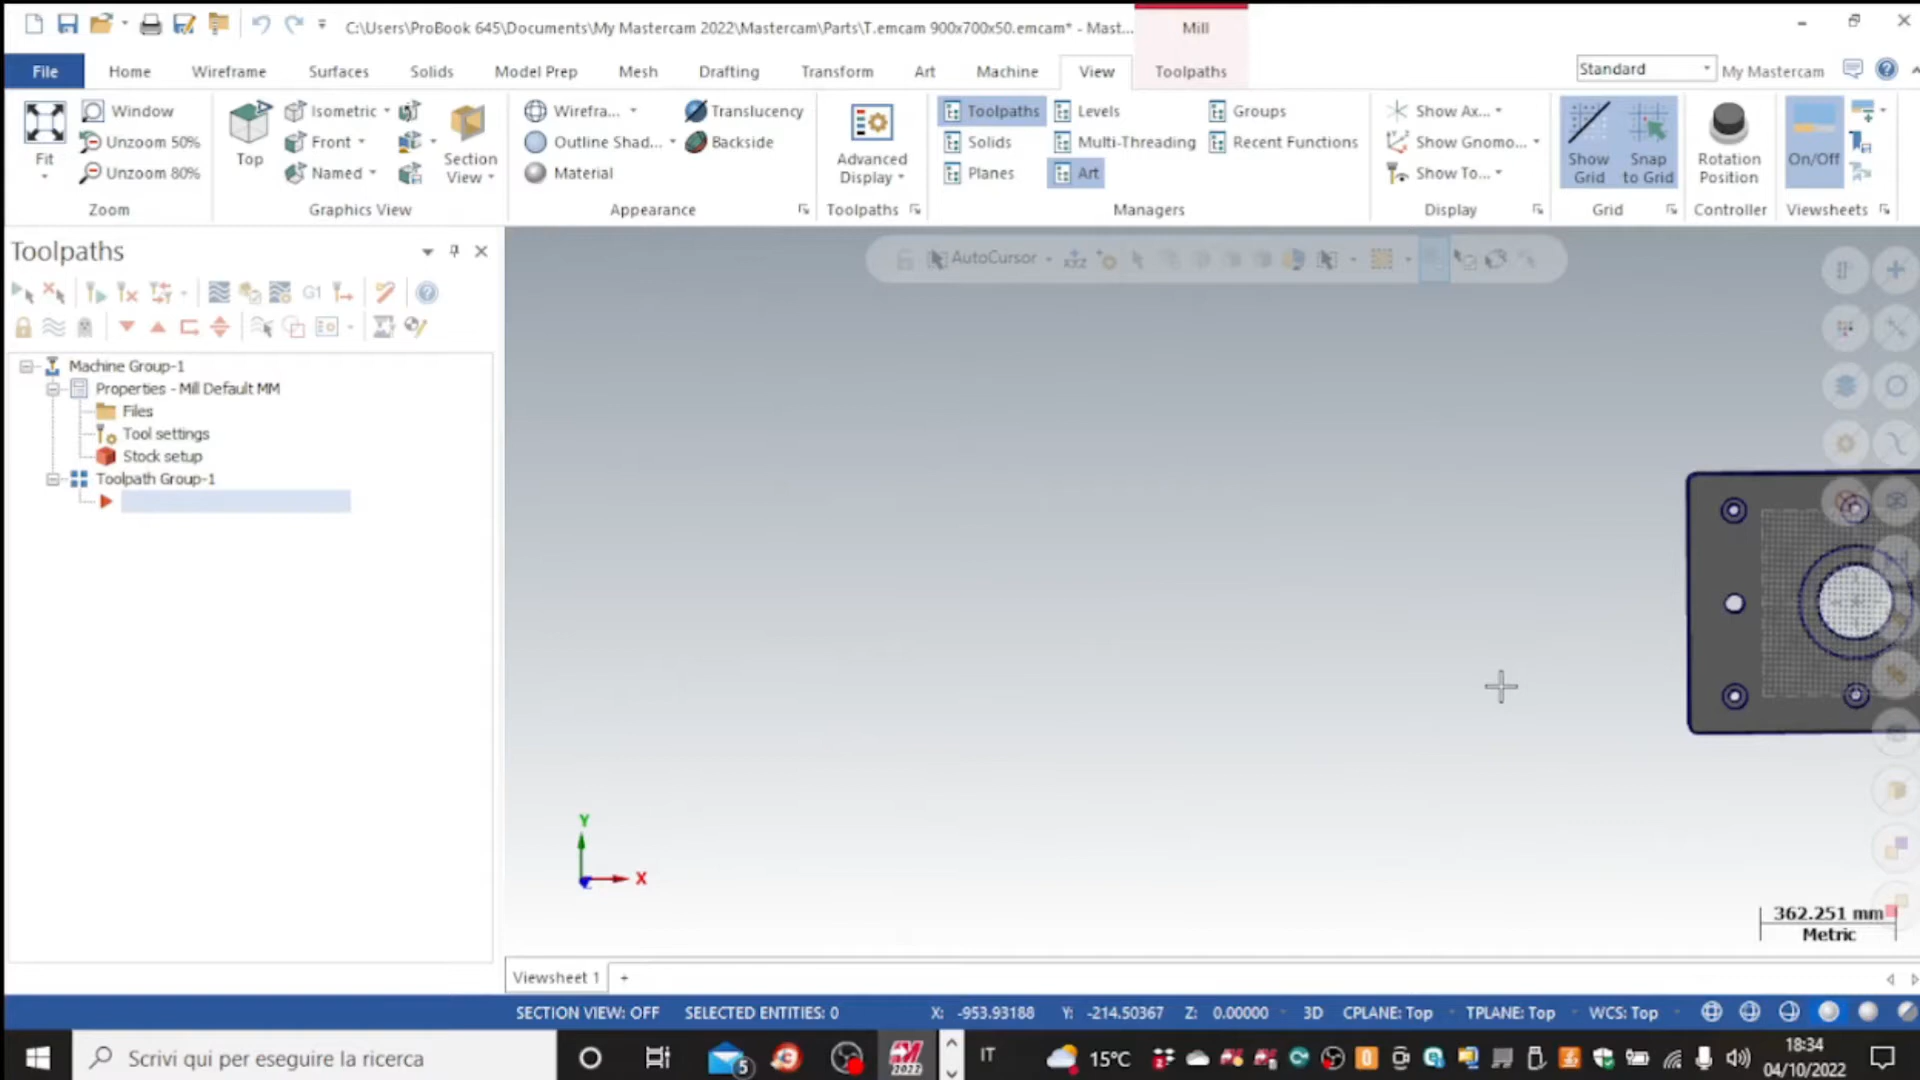 C:\Users\ProBook 645\Documents\My Mastercam 2022\Mastercam\Parts\T.emcam 900x700x50.emcam* - Mast...
Mill
File
Home
Wireframe
Surfaces
Solids
Model Prep
Mesh
Drafting
Transform
Art
Machine
View
Toolpaths
Standard
My Mastercam
Fit
Window
Unzoom 50%
Unzoom 80%
Zoom
Top
Isometric
Front
Named
Section
View
Graphics View
Wirefra...
Outline Shad...
Material
Translucency
Backside
Appearance
Advanced
Display
Toolpaths
Toolpaths
Solids
Planes
Levels
Multi-Threading
Art
Groups
Recent Functions
Managers
Show Ax...
Show Gnomo...
Show To...
Display
Show
Grid
Snap
to Grid
Grid
Rotation
Position
Controller
On/Off
Viewsheets
Toolpaths
G1
Machine Group-1
Properties - Mill Default MM
Files
Tool settings
Stock setup
Toolpath Group-1
AutoCursor
XYZ
Y
X
362.251 mm
Metric
Viewsheet 1
+
SECTION VIEW: OFF
SELECTED ENTITIES: 0
X: -953.93188
Y: -214.50367
Z: 0.00000
3D
CPLANE: Top
TPLANE: Top
WCS: Top
Scrivi qui per eseguire la ricerca
5
2022
IT
15°C
18:34
04/10/2022